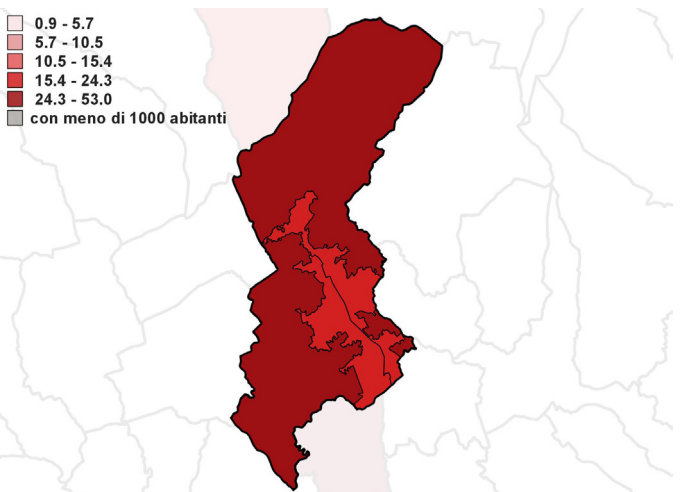 0.9 - 5.7
5.7 - 10.5
10.5 - 15.4
15.4 - 24.3
24.3 - 53.0
con meno di 1000 abitanti